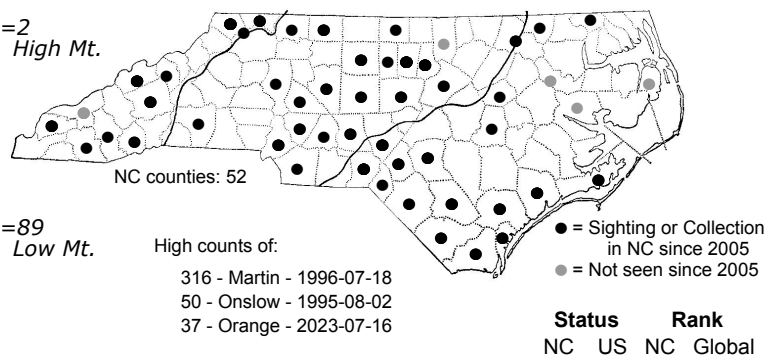 =2
High Mt.
NC counties: 52
=89
Low Mt.
High counts of:
316 - Martin - 1996-07-18
50 - Onslow - 1995-08-02
37 - Orange - 2023-07-16
● = Sighting or Collection
in NC since 2005
● = Not seen since 2005
Status Rank
NC US NC Global